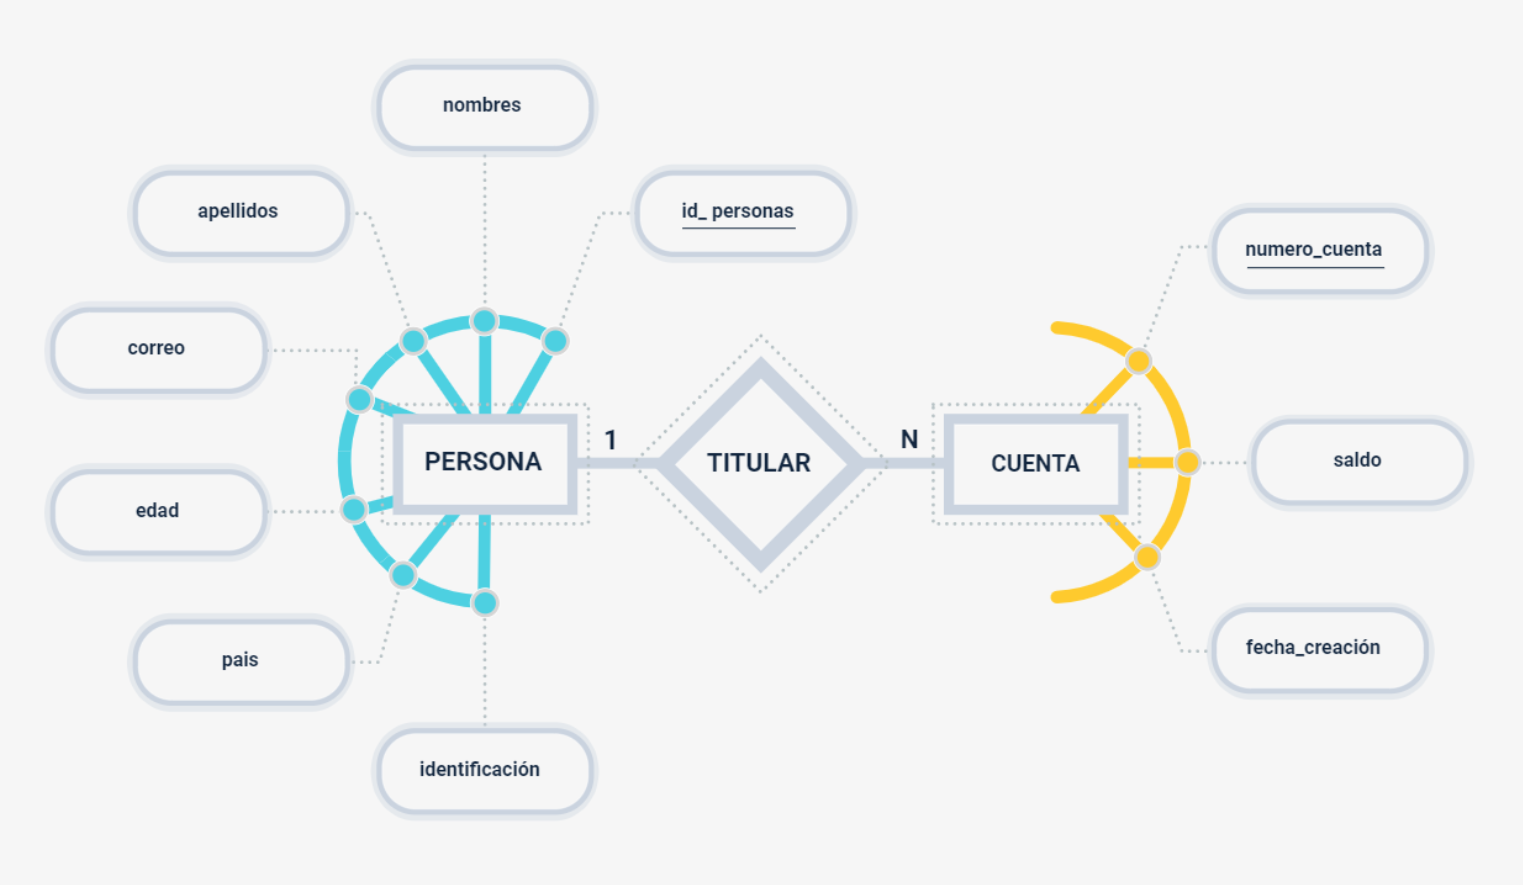 nombres
apellidos
id_ personas
numero_cuenta
correo
1
N
PERSONA
TITULAR
CUENTA
saldo
edad
pais
fecha_creación
identificación